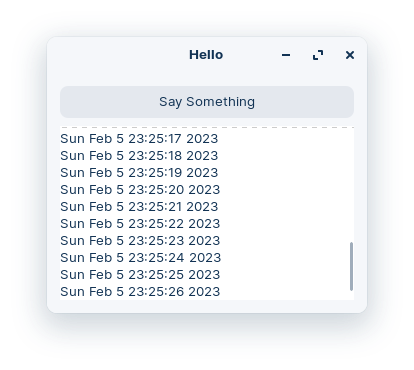 Hello
Say Something
Sun Feb 5 23:25:17 2023
Sun Feb 5 23:25:18 2023
Sun Feb 5 23:25:19 2023
Sun Feb 5 23:25:20 2023
Sun Feb 5 23:25:21 2023
Sun Feb 5 23:25:22 2023
Sun Feb 5 23:25:23 2023
Sun Feb 5 23:25:24 2023
Sun Feb 5 23:25:25 2023
Sun Feb 5 23:25:26 2023